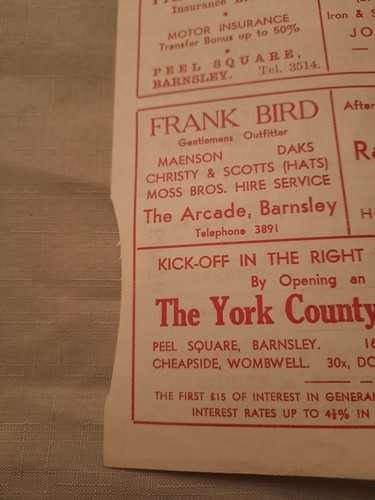 Insurance
MOTOR INSURANCE
Transfer Bonus up to 50%
PEEL SQUARE,
BARNSLEY. Tel. 3514.
Iron & S
JO
FRANK BIRD
Gentlemens Outfitter
MAENSON DAKS
CHRISTY & SCOTTS (HATS)
MOSS BROS. HIRE SERVICE
The Arcade, Barnsley
Telephone 3891
After
Ra
H
KICK-OFF IN THE RIGHT
By Opening an
The York County
PEEL SQUARE, BARNSLEY. 16
CHEAPSIDE, WOMBWELL. 30x, DO
THE FIRST £15 OF INTEREST IN GENERAL
INTEREST RATES UP TO 4½% IN